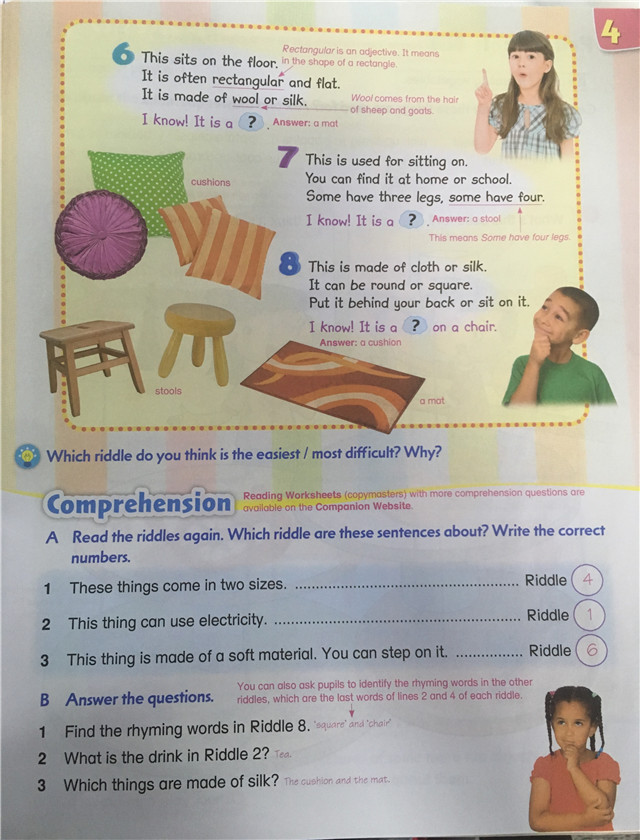 4
6 This sits on the floor.
It is often rectangular and flat.
It is made of wool or silk.
I know! It is a ? . Answer: a mat
Rectangular is an adjective. It means
in the shape of a rectangle.
Wool comes from the hair
of sheep and goats.
7 This is used for sitting on.
You can find it at home or school.
Some have three legs, some have four.
I know! It is a ? . Answer: a stool
This means Some have four legs.
cushions
8 This is made of cloth or silk.
It can be round or square.
Put it behind your back or sit on it.
I know! It is a ? on a chair.
Answer: a cushion
stools
a mat
Which riddle do you think is the easiest / most difficult? Why?
Comprehension
Reading Worksheets (copymasters) with more comprehension questions are
available on the Companion Website.
A Read the riddles again. Which riddle are these sentences about? Write the correct
numbers.
1 These things come in two sizes. .................................................. Riddle 4
2 This thing can use electricity. ...................................................... Riddle 1
3 This thing is made of a soft material. You can step on it. ............... Riddle 6
B Answer the questions.
You can also ask pupils to identify the rhyming words in the other
riddles, which are the last words of lines 2 and 4 of each riddle.
1 Find the rhyming words in Riddle 8. 'square' and 'chair'
2 What is the drink in Riddle 2? Tea.
3 Which things are made of silk? The cushion and the mat.